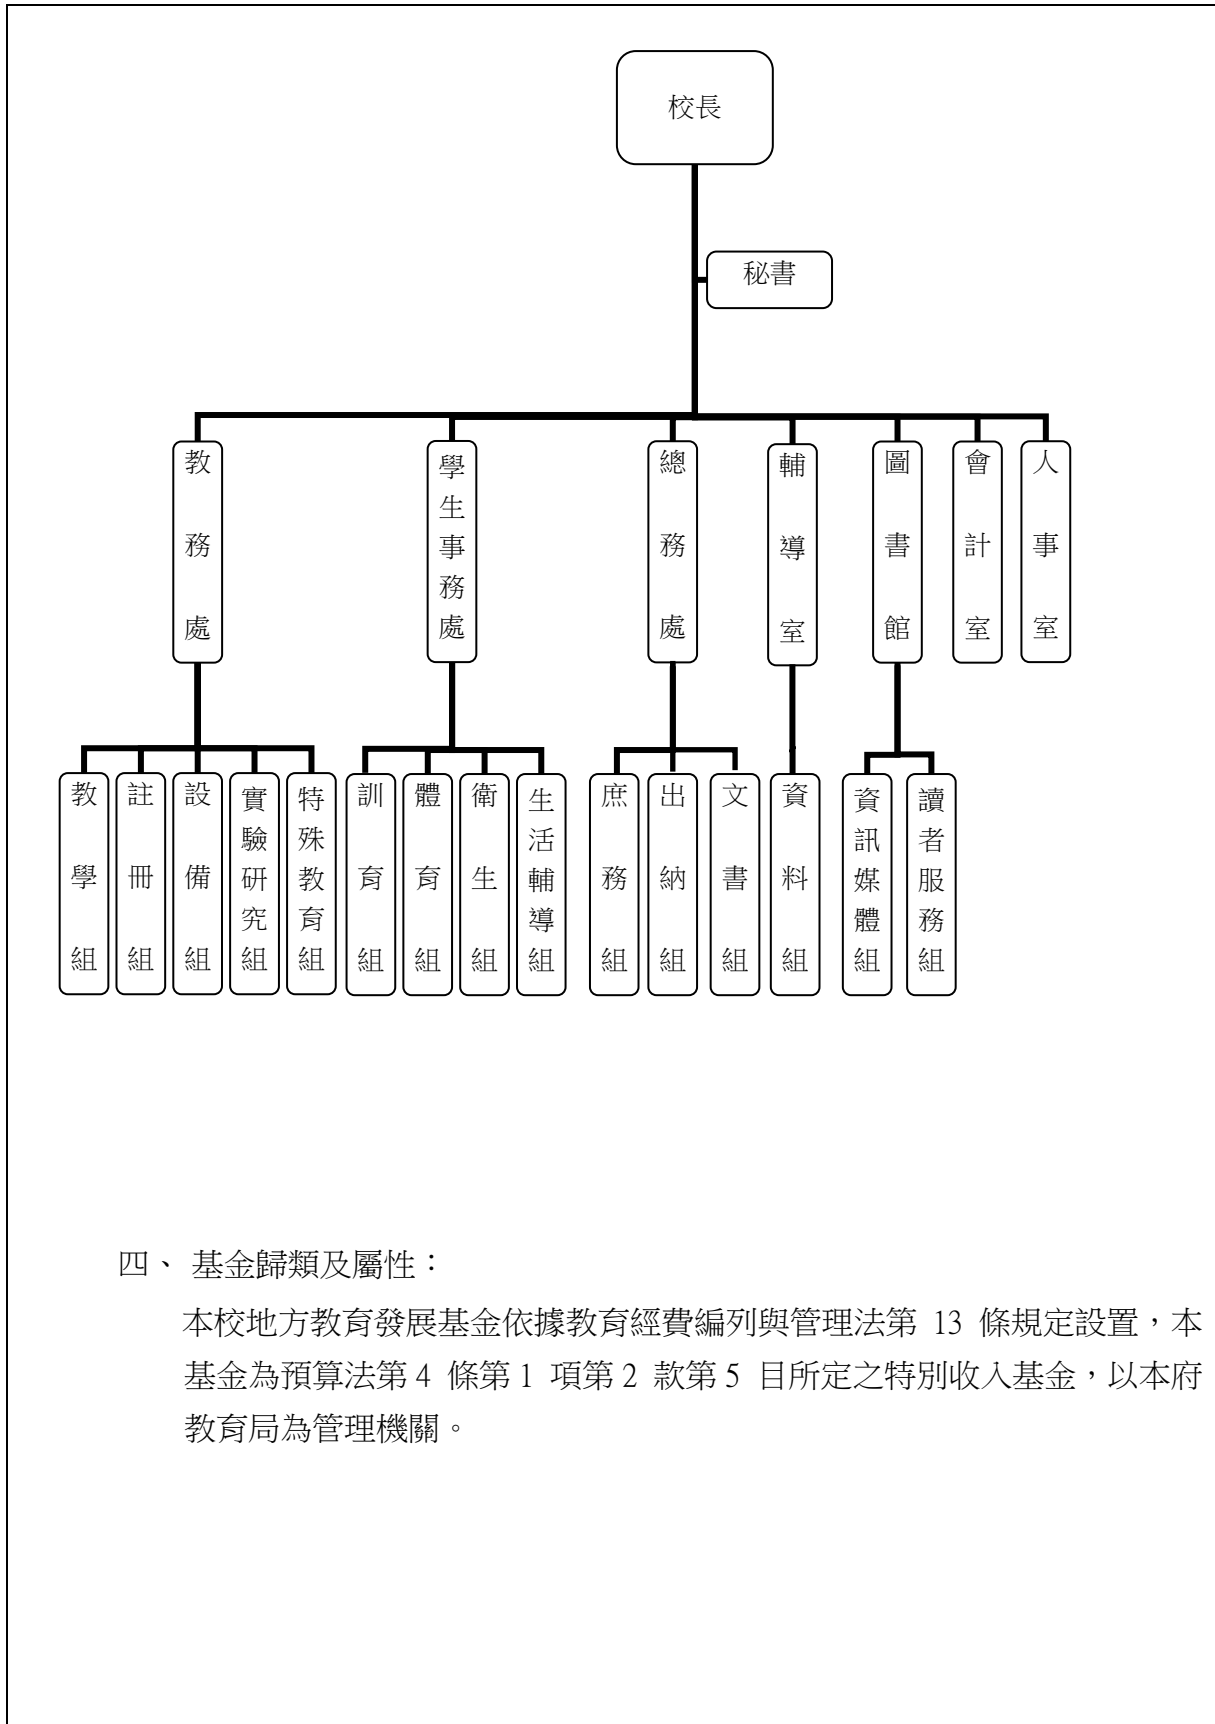 校長
秘書
教務處
學生事務處
總務處
輔導室
圖書館
會計室
人事室
教學組
註冊組
設備組
實驗研究組
特殊教育組
訓育組
體育組
衛生組
生活輔導組
庶務組
出納組
文書組
資料組
資訊媒體組
讀者服務組
四、 基金歸類及屬性：
本校地方教育發展基金依據教育經費編列與管理法第 13 條規定設置，本
基金為預算法第 4 條第 1 項第 2 款第 5 目所定之特別收入基金，以本府
教育局為管理機關。